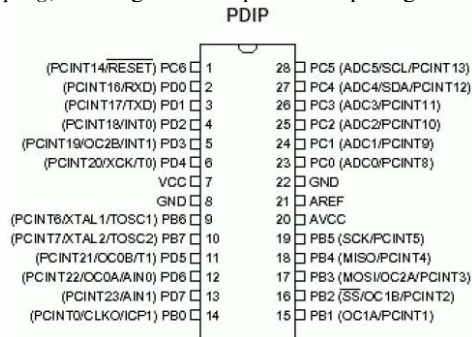 PDIP
(PCINT14/RESET) PC6 1 28 PC5 (ADC5/SCL/PCINT13)
(PCINT16/RXD) PD0 2 27 PC4 (ADC4/SDA/PCINT12)
(PCINT17/TXD) PD1 3 26 PC3 (ADC3/PCINT11)
(PCINT18/INT0) PD2 4 25 PC2 (ADC2/PCINT10)
(PCINT19/OC2B/INT1) PD3 5 24 PC1 (ADC1/PCINT9)
(PCINT20/XCK/T0) PD4 6 23 PC0 (ADC0/PCINT8)
VCC 7 22 GND
GND 8 21 AREF
(PCINT6/XTAL1/TOSC1) PB6 9 20 AVCC
(PCINT7/XTAL2/TOSC2) PB7 10 19 PB5 (SCK/PCINT5)
(PCINT21/OC0B/T1) PD5 11 18 PB4 (MISO/PCINT4)
(PCINT22/OC0A/AIN0) PD6 12 17 PB3 (MOSI/OC2A/PCINT3)
(PCINT23/AIN1) PD7 13 16 PB2 (SS/OC1B/PCINT2)
(PCINT0/CLKO/ICP1) PB0 14 15 PB1 (OC1A/PCINT1)